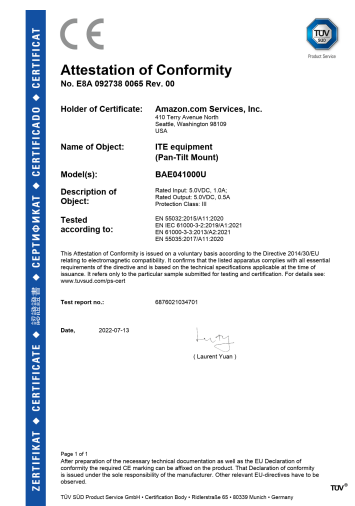 ZERTIFIKAT ◆ CERTIFICATE ◆ 認證證書 ◆ СЕРТИФИКАТ ◆ CERTIFICADO ◆ CERTIFICAT
CE
TÜV
SÜD
Product Service
Attestation of Conformity
No. E8A 092738 0065 Rev. 00
Holder of Certificate: Amazon.com Services, Inc.
410 Terry Avenue North
Seattle, Washington 98109
USA
Name of Object: ITE equipment
(Pan-Tilt Mount)
Model(s): BAE041000U
Description of Object: Rated Input: 5.0VDC, 1.0A;
Rated Output: 5.0VDC, 0.5A
Protection Class: III
Tested according to: EN 55032:2015/A11:2020
EN IEC 61000-3-2:2019/A1:2021
EN 61000-3-3:2013/A2:2021
EN 55035:2017/A11:2020
This Attestation of Conformity is issued on a voluntary basis according to the Directive 2014/30/EU
relating to electromagnetic compatibility. It confirms that the listed apparatus complies with all essential
requirements of the directive and is based on the technical specifications applicable at the time of
issuance. It refers only to the particular sample submitted for testing and certification. For details see:
www.tuvsud.com/ps-cert
Test report no.: 6876021034701
Date, 2022-07-13
( Laurent Yuan )
Page 1 of 1
After preparation of the necessary technical documentation as well as the EU Declaration of
conformity the required CE marking can be affixed on the product. That Declaration of conformity
is issued under the sole responsibility of the manufacturer. Other relevant EU-directives have to be
observed.
TÜV®
TÜV SÜD Product Service GmbH • Certification Body • Ridlerstraße 65 • 80339 Munich • Germany